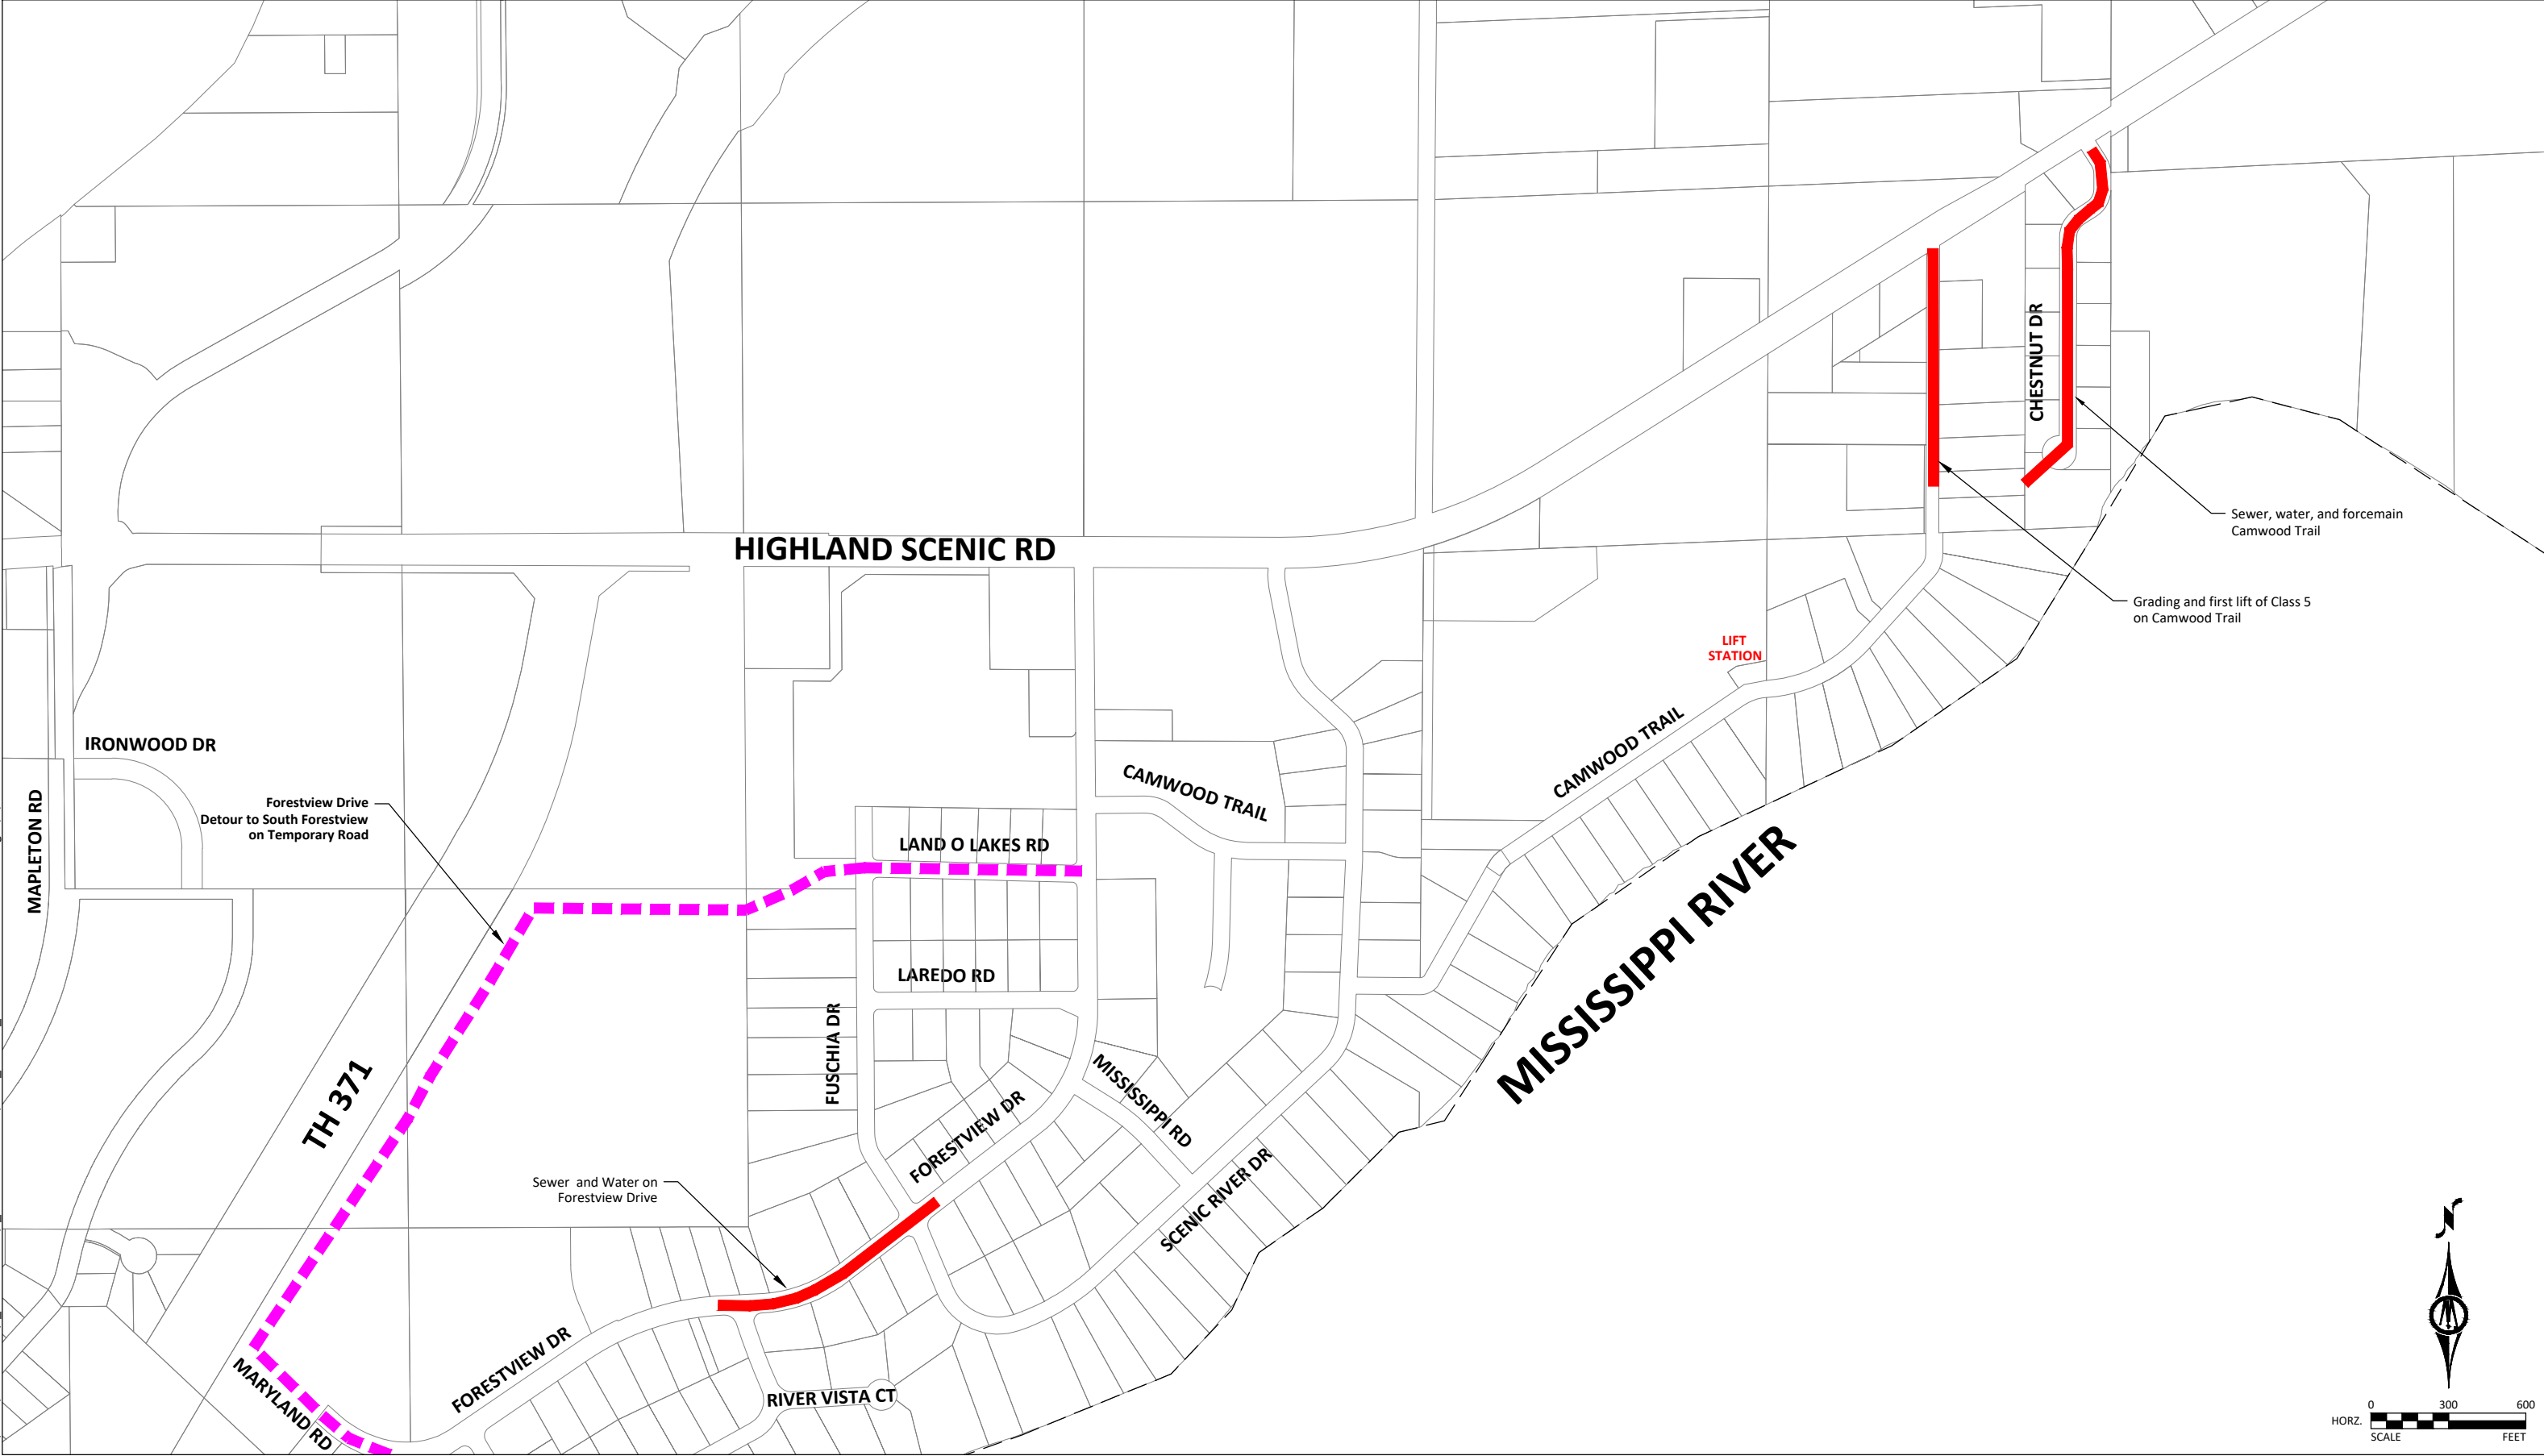 CHESTNUT DR
Sewer, water, and forcemain
Camwood Trail
HIGHLAND SCENIC RD
Grading and first lift of Class 5
on Camwood Trail
LIFT
STATION
IRONWOOD DR
CAMWOOD TRAIL
CAMWOOD TRAIL
MAPLETON RD
Forestview Drive
Detour to South Forestview
on Temporary Road
LAND O LAKES RD
MISSISSIPPI RIVER
LAREDO RD
FUSCHIA DR
TH 371
MISSISSIPPI RD
FORESTVIEW DR
Sewer and Water on
Forestview Drive
SCENIC RIVER DR
FORESTVIEW DR
MARYLAND RD
RIVER VISTA CT
N
0 300 600
HORZ.
SCALE FEET